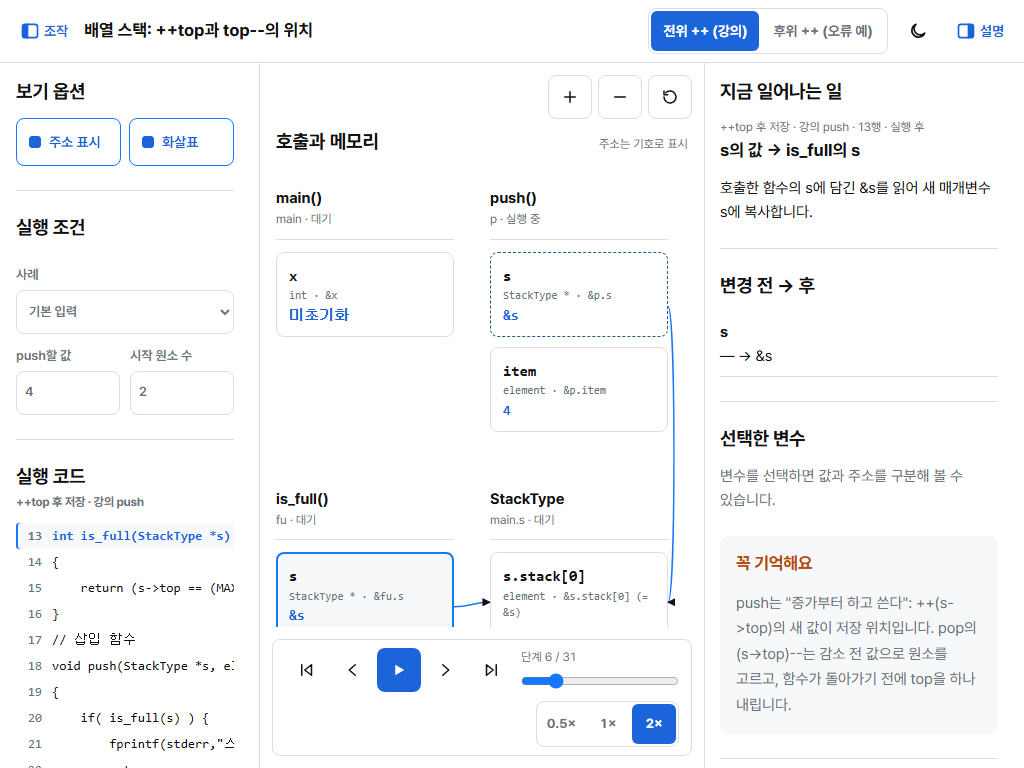 조작
배열 스택: ++top과 top--의 위치
전위 ++ (강의)
후위 ++ (오류 예)
설명
보기 옵션
주소 표시
화살표
실행 조건
사례
기본 입력
push할 값
시작 원소 수
4
2
실행 코드
++top 후 저장 · 강의 push
13 int is_full(StackType *s)
14 {
15 return (s->top == (MAX
16 }
17 // 삽입 함수
18 void push(StackType *s, el
19 {
20 if( is_full(s) ) {
21 fprintf(stderr,"스
호출과 메모리
주소는 기호로 표시
main()
main · 대기
x
int · &x
미초기화
push()
p · 실행 중
s
StackType * · &p.s
&s
item
element · &p.item
4
is_full()
fu · 대기
s
StackType * · &fu.s
&s
StackType
main.s · 대기
s.stack[0]
element · &s.stack[0] (=
&s)
단계 6 / 31
0.5×
1×
2×
지금 일어나는 일
++top 후 저장 · 강의 push · 13행 · 실행 후
s의 값 → is_full의 s
호출한 함수의 s에 담긴 &s를 읽어 새 매개변수
s에 복사합니다.
변경 전 → 후
s
— → &s
선택한 변수
변수를 선택하면 값과 주소를 구분해 볼 수
있습니다.
꼭 기억해요
push는 "증가부터 하고 쓴다": ++(s-
>top)의 새 값이 저장 위치입니다. pop의
(s→top)--는 감소 전 값으로 원소를
고르고, 함수가 돌아가기 전에 top을 하나
내립니다.